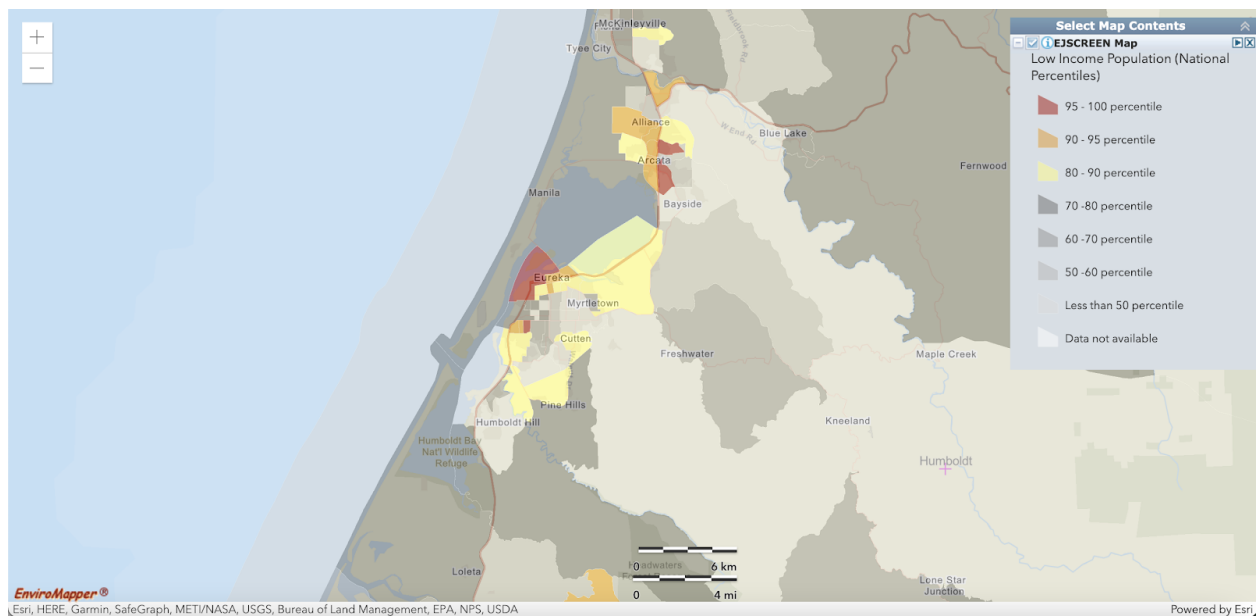 +
−
McKinleyville
Tyee City
Fieldbrook Rd
Alliance
W End Rd
Blue Lake
Arcata
Fernwood
Manila
Bayside
Eureka
Myrtletown
Cutten
Freshwater
Maple Creek
Pine Hills
Humboldt Hill
Kneeland
Humboldt Bay
Nat'l Wildlife
Refuge
Humboldt
Loleta
Headwaters
Lone Star
Junction
0 6 km
0 4 mi
Select Map Contents
EJSCREEN Map
Low Income Population (National
Percentiles)
95 - 100 percentile
90 - 95 percentile
80 - 90 percentile
70 -80 percentile
60 -70 percentile
50 -60 percentile
Less than 50 percentile
Data not available
EnviroMapper ®
Esri, HERE, Garmin, SafeGraph, METI/NASA, USGS, Bureau of Land Management, EPA, NPS, USDA
Powered by Esri